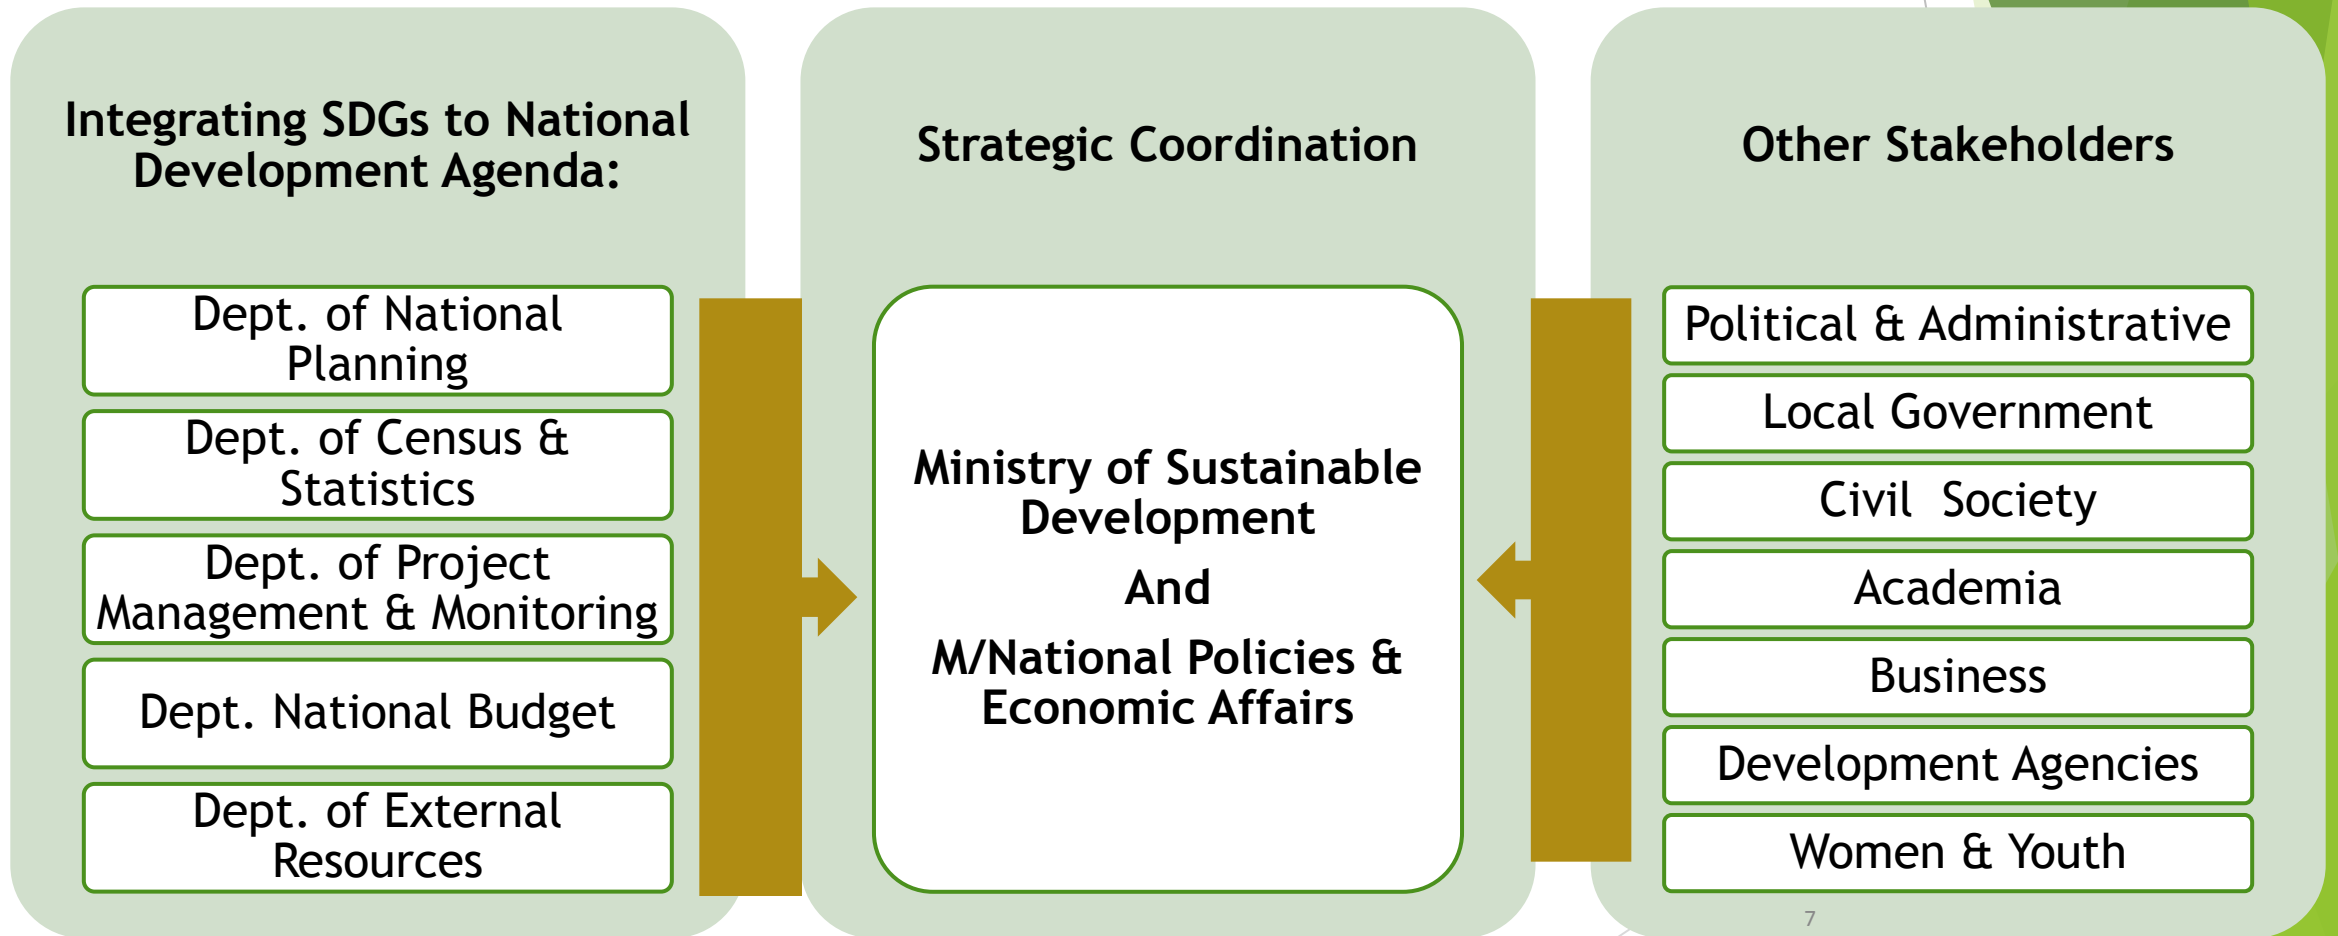 Integrating SDGs to National
Development Agenda:
Dept. of National
Planning
Dept. of Census &
Statistics
Dept. of Project
Management & Monitoring
Dept. National Budget
Dept. of External
Resources
Strategic Coordination
Ministry of Sustainable
Development
And
M/National Policies &
Economic Affairs
Other Stakeholders
Political & Administrative
Local Government
Civil  Society
Academia
Business
Development Agencies
Women & Youth
7